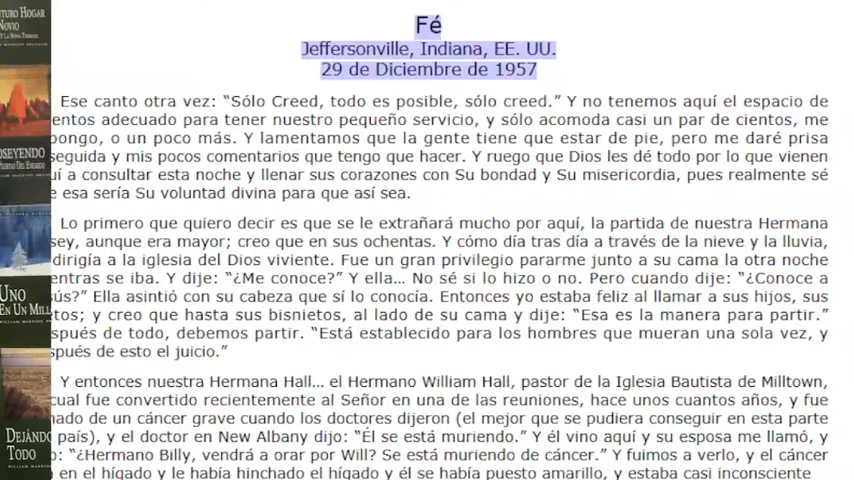 Fé
Jeffersonville, Indiana, EE. UU.
29 de Diciembre de 1957
Ese canto otra vez: “Sólo Creed, todo es posible, sólo creed.” Y no tenemos aquí el espacio de
entos adecuado para tener nuestro pequeño servicio, y sólo acomoda casi un par de cientos, me
pongo, o un poco más. Y lamentamos que la gente tiene que estar de pie, pero me daré prisa
seguida y mis pocos comentarios que tengo que hacer. Y ruego que Dios les dé todo por lo que vienen
uí a consultar esta noche y llenar sus corazones con Su bondad y Su misericordia, pues realmente sé
e esa sería Su voluntad divina para que así sea.
Lo primero que quiero decir es que se le extrañará mucho por aquí, la partida de nuestra Hermana
sey, aunque era mayor; creo que en sus ochentas. Y cómo día tras día a través de la nieve y la lluvia,
dirigía a la iglesia del Dios viviente. Fue un gran privilegio pararme junto a su cama la otra noche
entras se iba. Y dije: “¿Me conoce?” Y ella... No sé si lo hizo o no. Pero cuando dije: “¿Conoce a
sús?” Ella asintió con su cabeza que sí lo conocía. Entonces yo estaba feliz al llamar a sus hijos, sus
tos; y creo que hasta sus bisnietos, al lado de su cama y dije: “Esa es la manera para partir.”
spués de todo, debemos partir. “Está establecido para los hombres que mueran una sola vez, y
spués de esto el juicio.”
Y entonces nuestra Hermana Hall... el Hermano William Hall, pastor de la Iglesia Bautista de Milltown,
cual fue convertido recientemente al Señor en una de las reuniones, hace unos cuantos años, y fue
nado de un cáncer grave cuando los doctores dijeron (el mejor que se pudiera conseguir en esta parte
país), y el doctor en New Albany dijo: “Él se está muriendo.” Y él vino aquí y su esposa me llamó, y
o: “¿Hermano Billy, vendrá a orar por Will? Se está muriendo de cáncer.” Y fuimos a verlo, y el cáncer
en el hígado y le había hinchado el hígado y él se había puesto amarillo, y estaba casi inconsciente
TURO HOGAR
NOVIO
OSEYENDO
UNO
EN UN MILL
DEJANDO
TODO